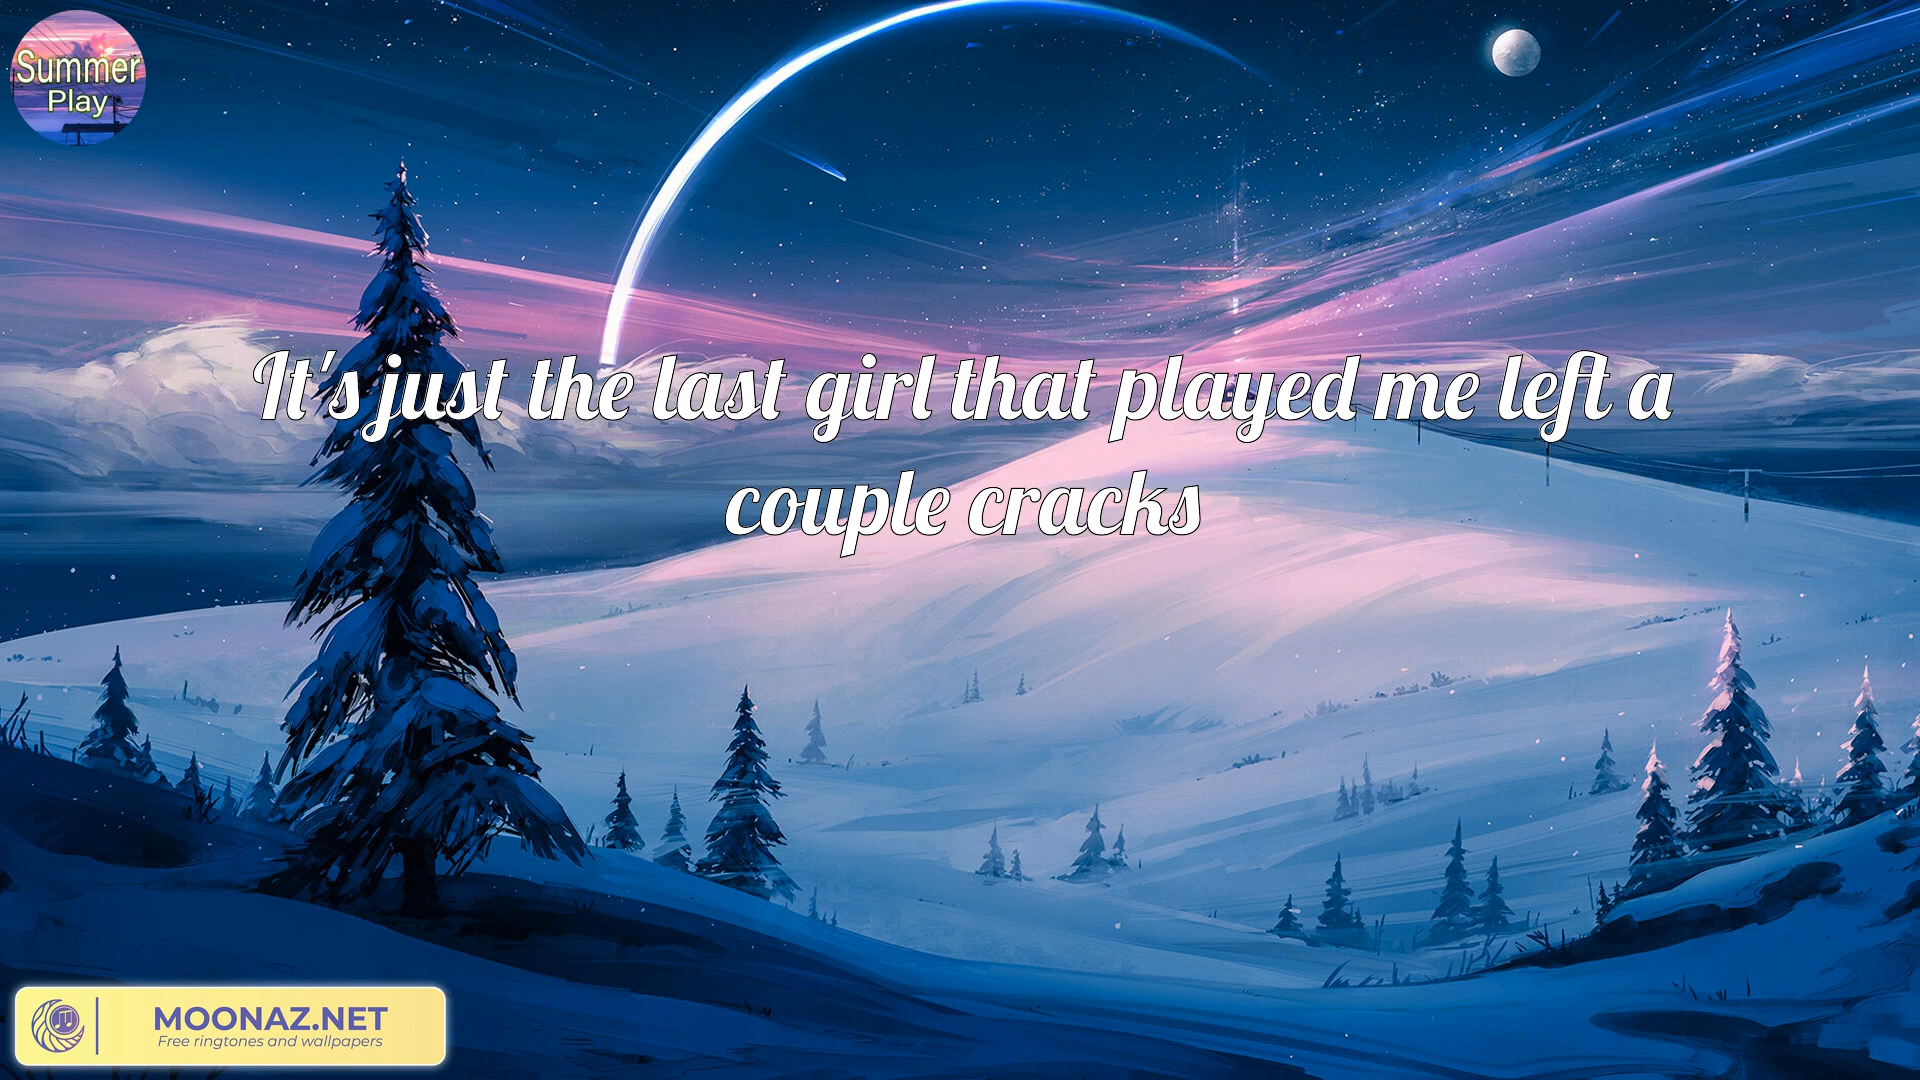 Summer
Play
It's just the last girl that played me left a
couple cracks
MOONAZ.NET
Free ringtones and wallpapers